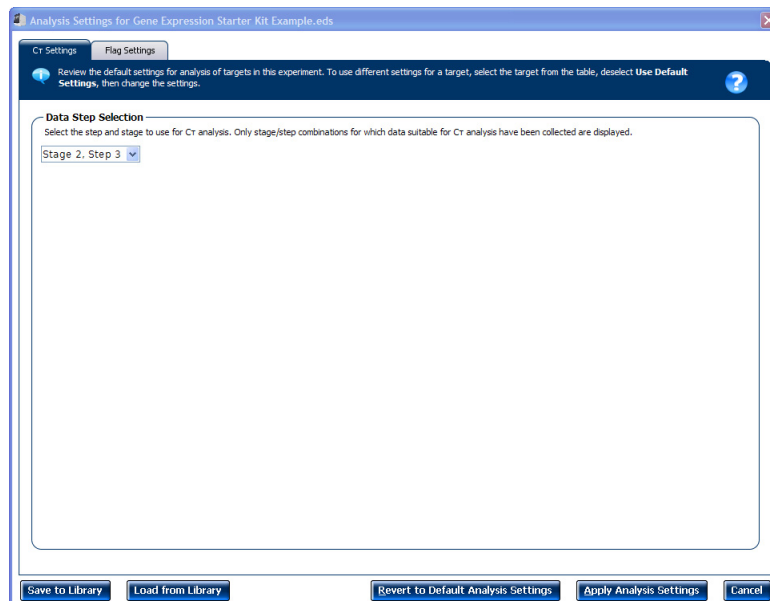 Analysis Settings for Gene Expression Starter Kit Example.eds
Cт Settings
Flag Settings
Review the default settings for analysis of targets in this experiment. To use different settings for a target, select the target from the table, deselect Use Default
Settings, then change the settings.
?
Data Step Selection
Select the step and stage to use for Cт analysis. Only stage/step combinations for which data suitable for Cт analysis have been collected are displayed.
Stage 2, Step 3
Save to Library
Load from Library
Revert to Default Analysis Settings
Apply Analysis Settings
Cancel